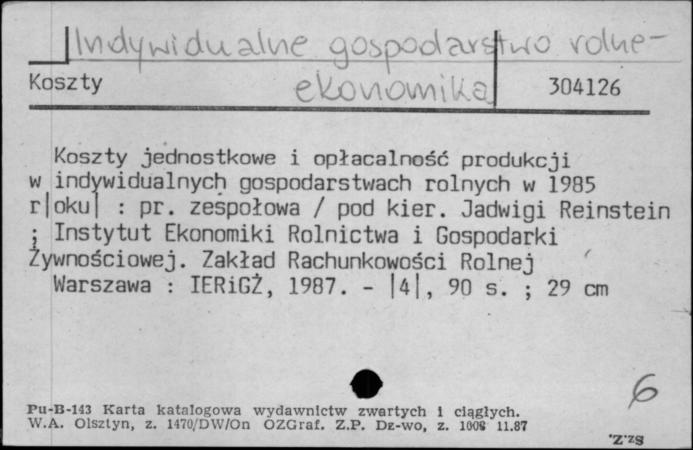 Indywidualne gospodarstwo rolne-
ekonomika
Koszty 304126
Koszty jednostkowe i opłacalność produkcji
w indywidualnych gospodarstwach rolnych w 1985
r|oku| : pr. zespołowa / pod kier. Jadwigi Reinstein
; Instytut Ekonomiki Rolnictwa i Gospodarki
Żywnościowej. Zakład Rachunkowości Rolnej
Warszawa : IERiGŻ, 1987. - |4|, 90 s. ; 29 cm
6
Pu-B-143 Karta katalogowa wydawnictw zwartych i ciągłych.
W.A. Olsztyn, z. 1470/DW/On OZGraf. Z.P. Dz-wo, z. 1008 11.87